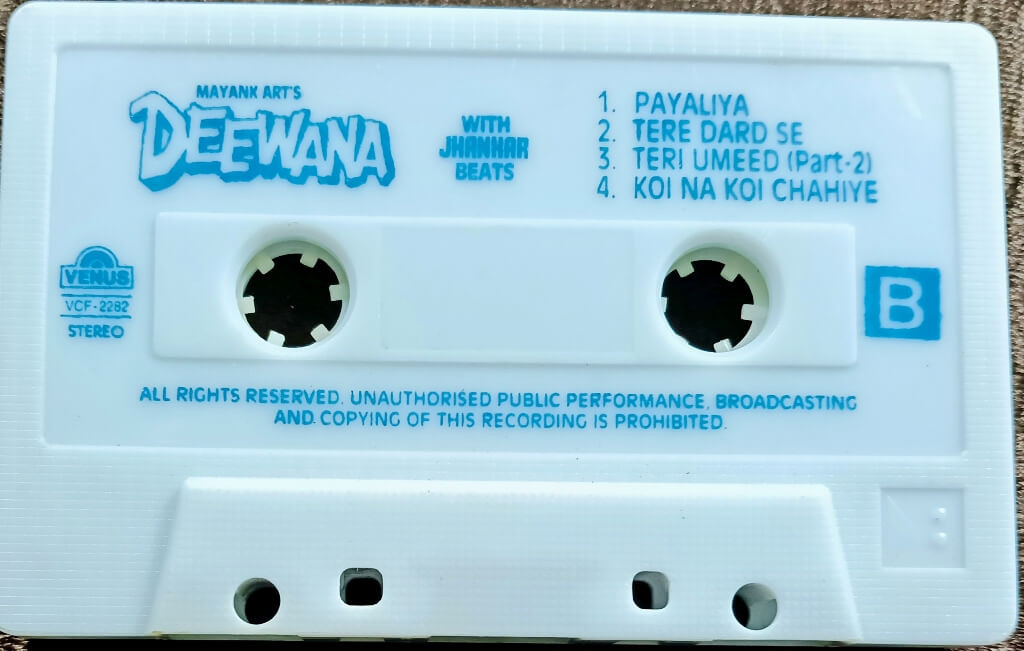 MAYANK ART'S
DEEWANA
WITH
JHANKAR
BEATS
1. PAYALIYA
2. TERE DARD SE
3. TERI UMEED (Part-2)
4. KOI NA KOI CHAHIYE
VENUS
VCF-2282
STEREO
B
ALL RIGHTS RESERVED. UNAUTHORISED PUBLIC PERFORMANCE, BROADCASTING
AND COPYING OF THIS RECORDING IS PROHIBITED.